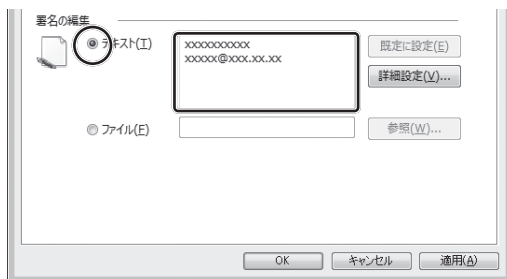 署名の編集
テキスト(T)
xxxxxxxxxx
xxxxx@xxx.xx.xx
既定に設定(E)
詳細設定(V)...
ファイル(F)
参照(W)...
OK
キャンセル
適用(A)